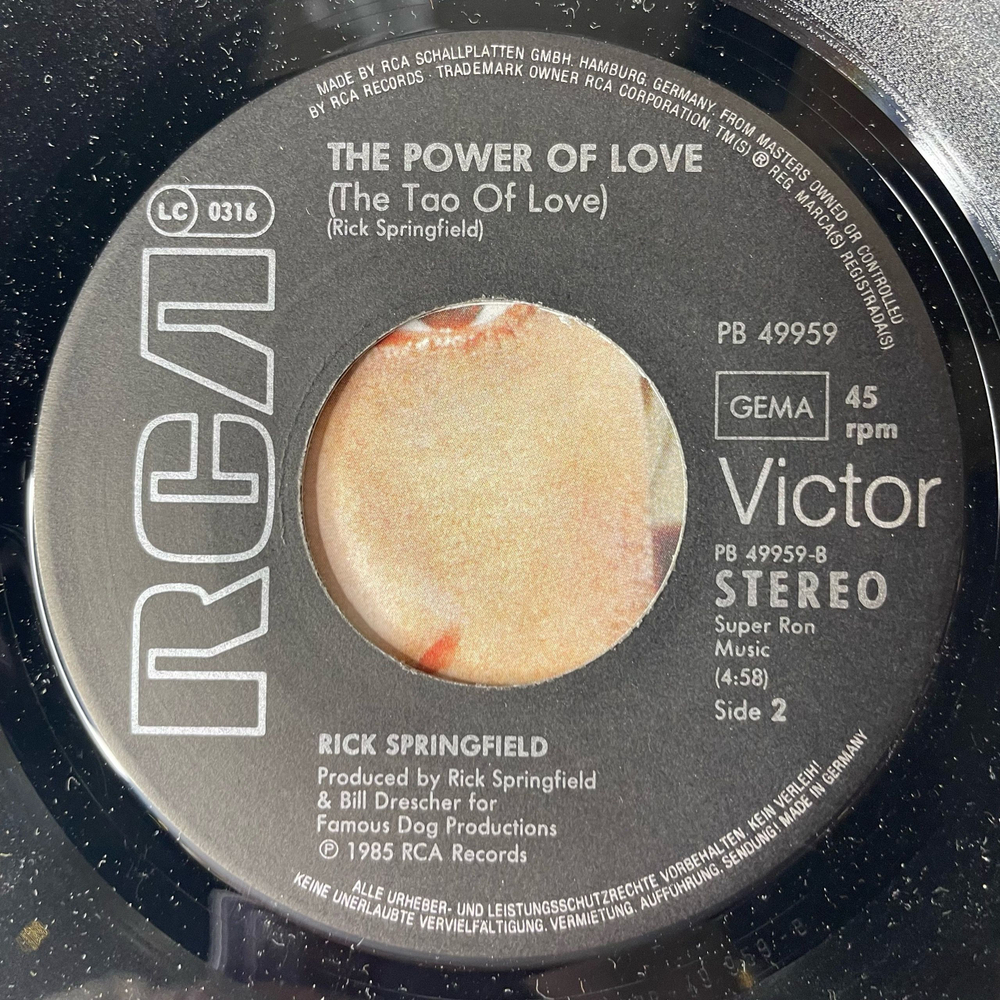 MADE BY RCA SCHALLPLATTEN GMBH. HAMBURG, GERMANY, FROM MASTERS OWNED OR CONTROLLED
BY RCA RECORDS · TRADEMARK OWNER RCA CORPORATION. TM(S) ® REG. MARCA(S) REGISTRADA(S)
THE POWER OF LOVE
(The Tao Of Love)
(Rick Springfield)
LC 0316
RCA
PB 49959
GEMA
45
rpm
Victor
PB 49959-B
STEREO
Super Ron
Music
(4:58)
Side 2
RICK SPRINGFIELD
Produced by Rick Springfield
& Bill Drescher for
Famous Dog Productions
℗ 1985 RCA Records
ALLE URHEBER- UND LEISTUNGSSCHUTZRECHTE VORBEHALTEN. KEIN VERLEIH!
KEINE UNERLAUBTE VERVIELFÄLTIGUNG. VERMIETUNG. AUFFÜHRUNG. SENDUNG! MADE IN GERMANY